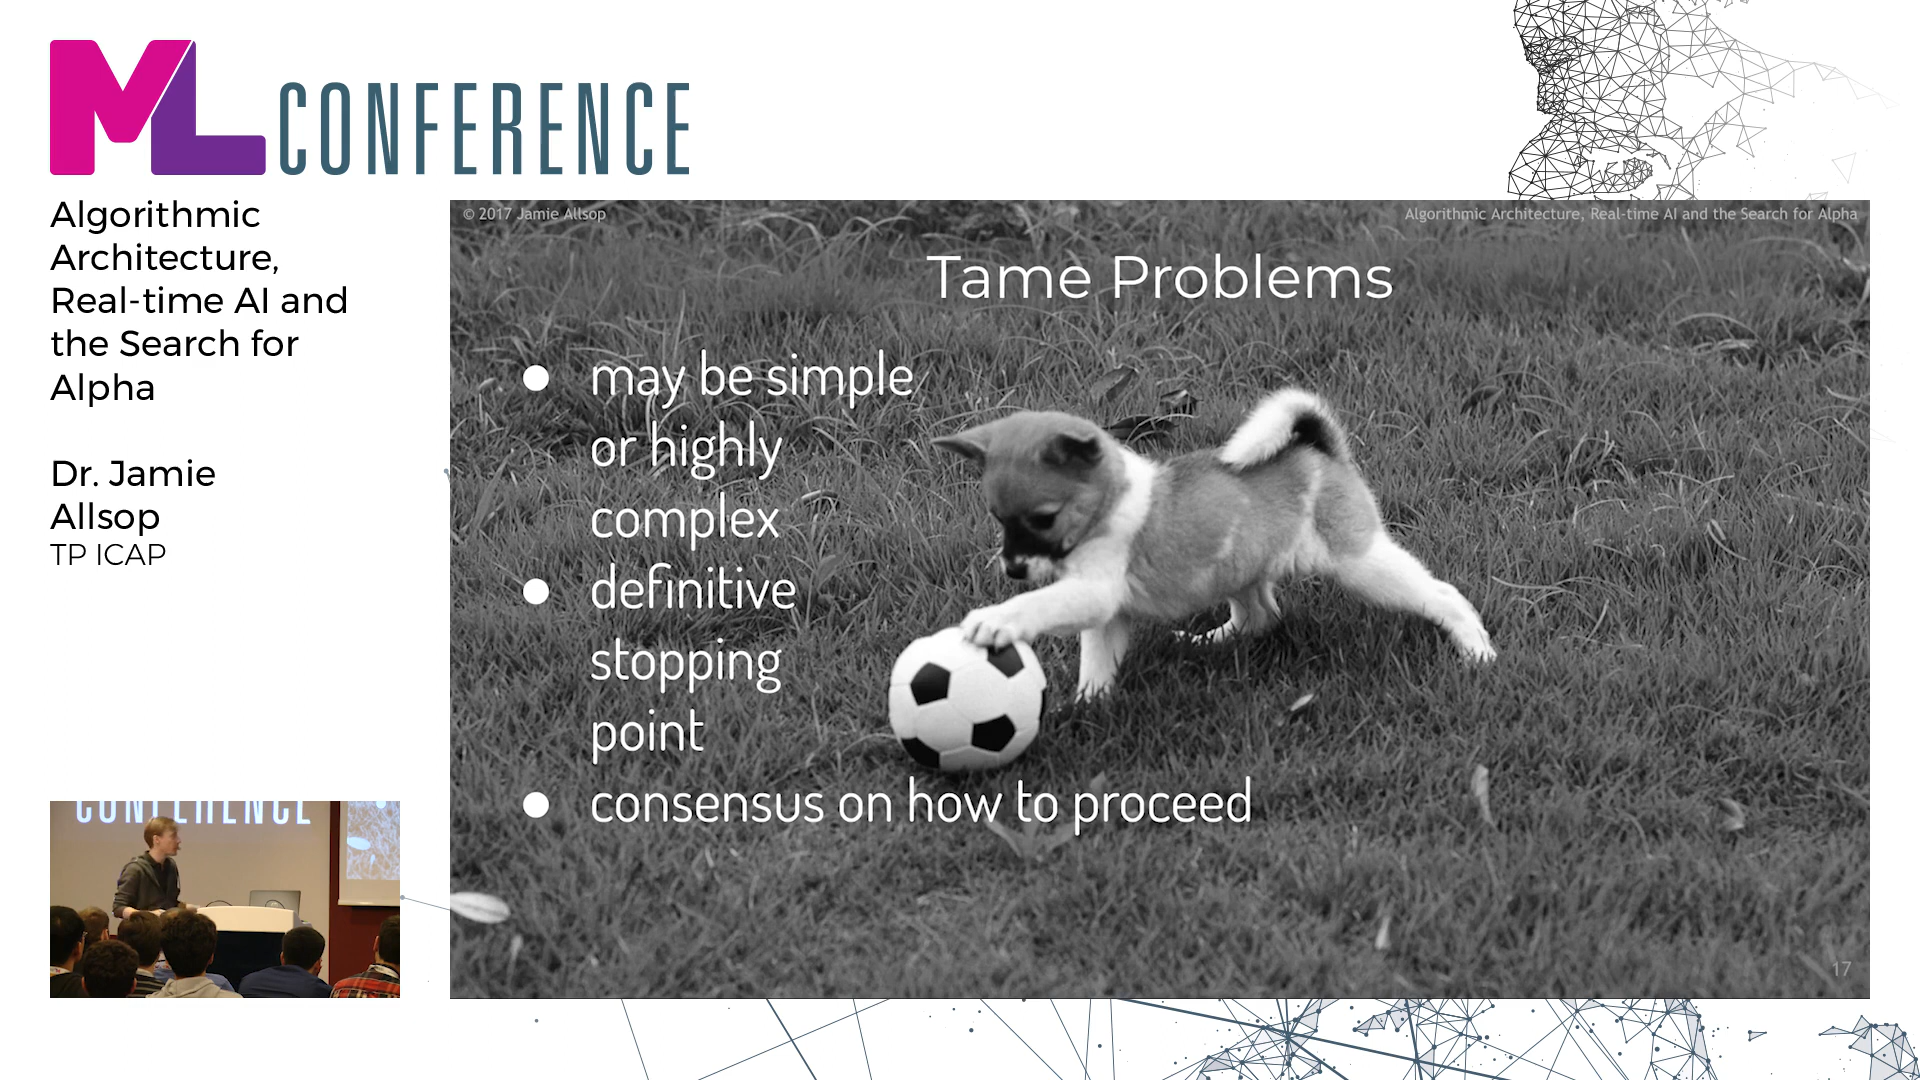 ML CONFERENCE
Algorithmic
Architecture,
Real-time AI and
the Search for
Alpha
Dr. Jamie
Allsop
TP ICAP
© 2017 Jamie Allsop
Algorithmic Architecture, Real-time AI and the Search for Alpha
Tame Problems
● may be simple
or highly
complex
● definitive
stopping
point
● consensus on how to proceed
17
CONFERENCE